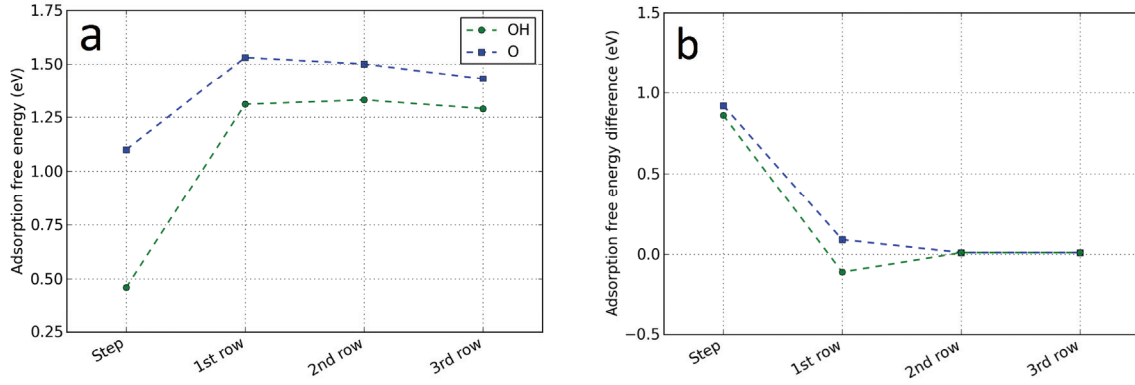 a
OH
O
Adsorption free energy (eV)
1.75
1.50
1.25
1.00
0.75
0.50
0.25
Step
1st row
2nd row
3rd row
b
Adsorption free energy difference (eV)
1.5
1.0
0.5
0.0
−0.5
Step
1st row
2nd row
3rd row